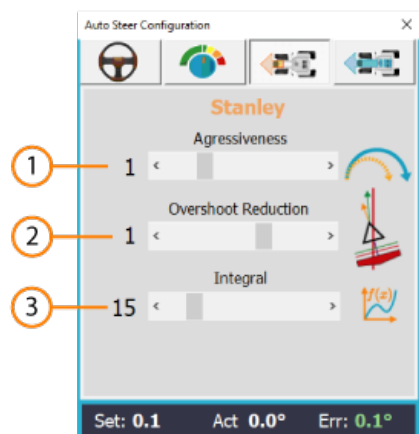 Auto Steer Configuration
Stanley
Agressiveness
1 1
Overshoot Reduction
2 1
Integral
3 15
f(x)
Set: 0.1 Act 0.0° Err: 0.1°